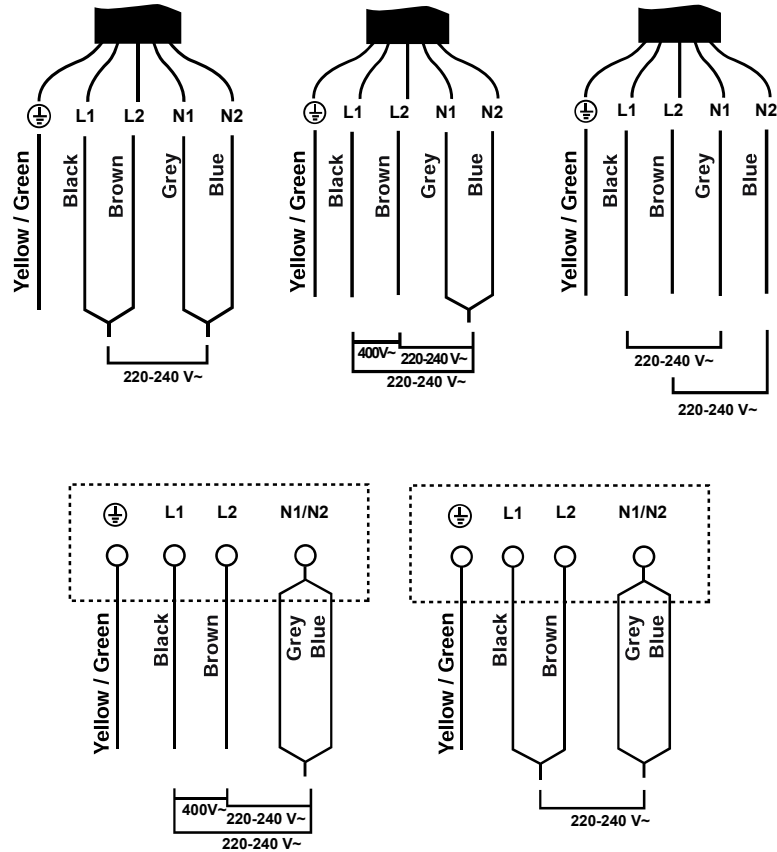 L1 L2 N1 N2
Yellow / Green
Black
Brown
Grey
Blue
220-240 V~
L1 L2 N1 N2
Yellow / Green
Black
Brown
Grey
Blue
400V~
220-240 V~
220-240 V~
L1 L2 N1 N2
Yellow / Green
Black
Brown
Grey
Blue
220-240 V~
220-240 V~
L1 L2 N1/N2
Yellow / Green
Black
Brown
Grey
Blue
400V~
220-240 V~
220-240 V~
L1 L2 N1/N2
Yellow / Green
Black
Brown
Grey
Blue
220-240 V~